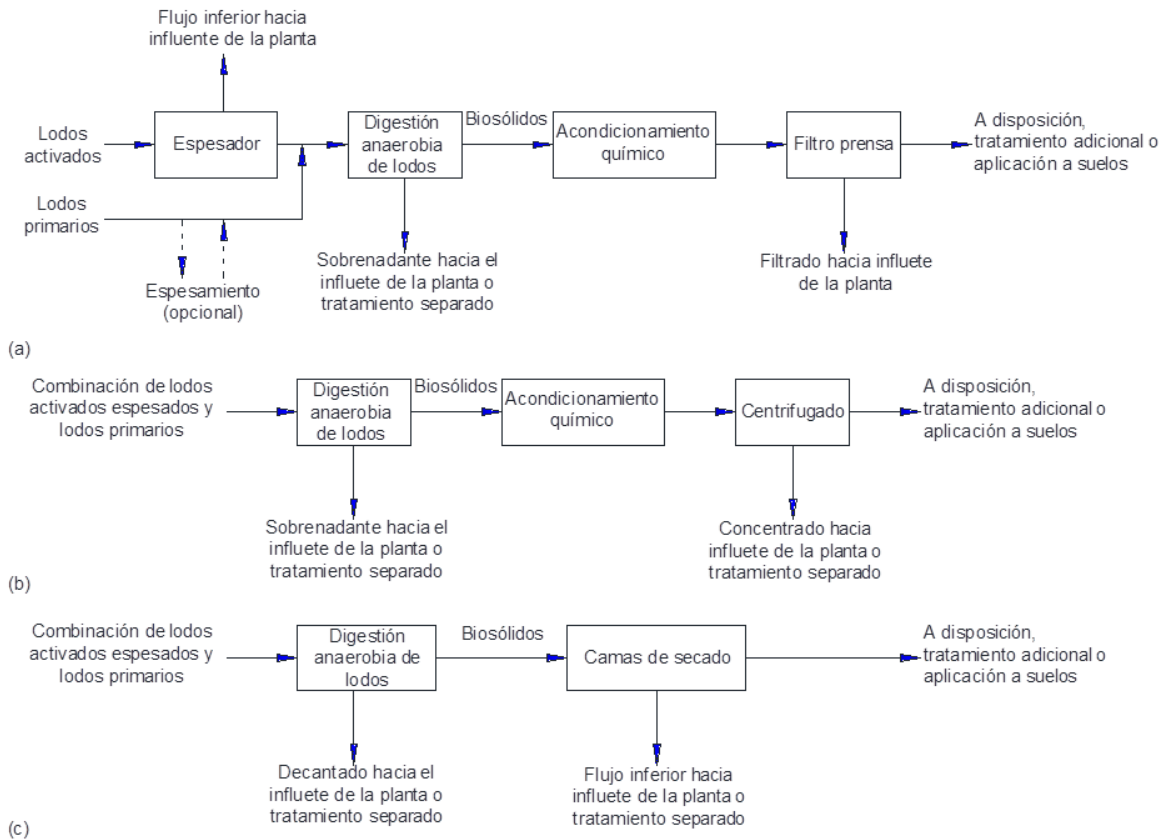 Flujo inferior hacia
influente de la planta
Lodos
activados
Espesador
Digestión
anaerobia
de lodos
Biosólidos
Acondicionamiento
químico
Filtro prensa
A disposición,
tratamiento adicional o
aplicación a suelos
Lodos
primarios
Espesamiento
(opcional)
Sobrenadante hacia el
influete de la planta o
tratamiento separado
Filtrado hacia influete
de la planta
(a)
Combinación de lodos
activados espesados y
lodos primarios
Digestión
anaerobia
de lodos
Biosólidos
Acondicionamiento
químico
Centrifugado
A disposición,
tratamiento adicional o
aplicación a suelos
Sobrenadante hacia el
influete de la planta o
tratamiento separado
Concentrado hacia
influete de la planta o
tratamiento separado
(b)
Combinación de lodos
activados espesados y
lodos primarios
Digestión
anaerobia de
lodos
Biosólidos
Camas de secado
A disposición,
tratamiento adicional o
aplicación a suelos
Decantado hacia el
influete de la planta o
tratamiento separado
Flujo inferior hacia
influete de la planta o
tratamiento separado
(c)